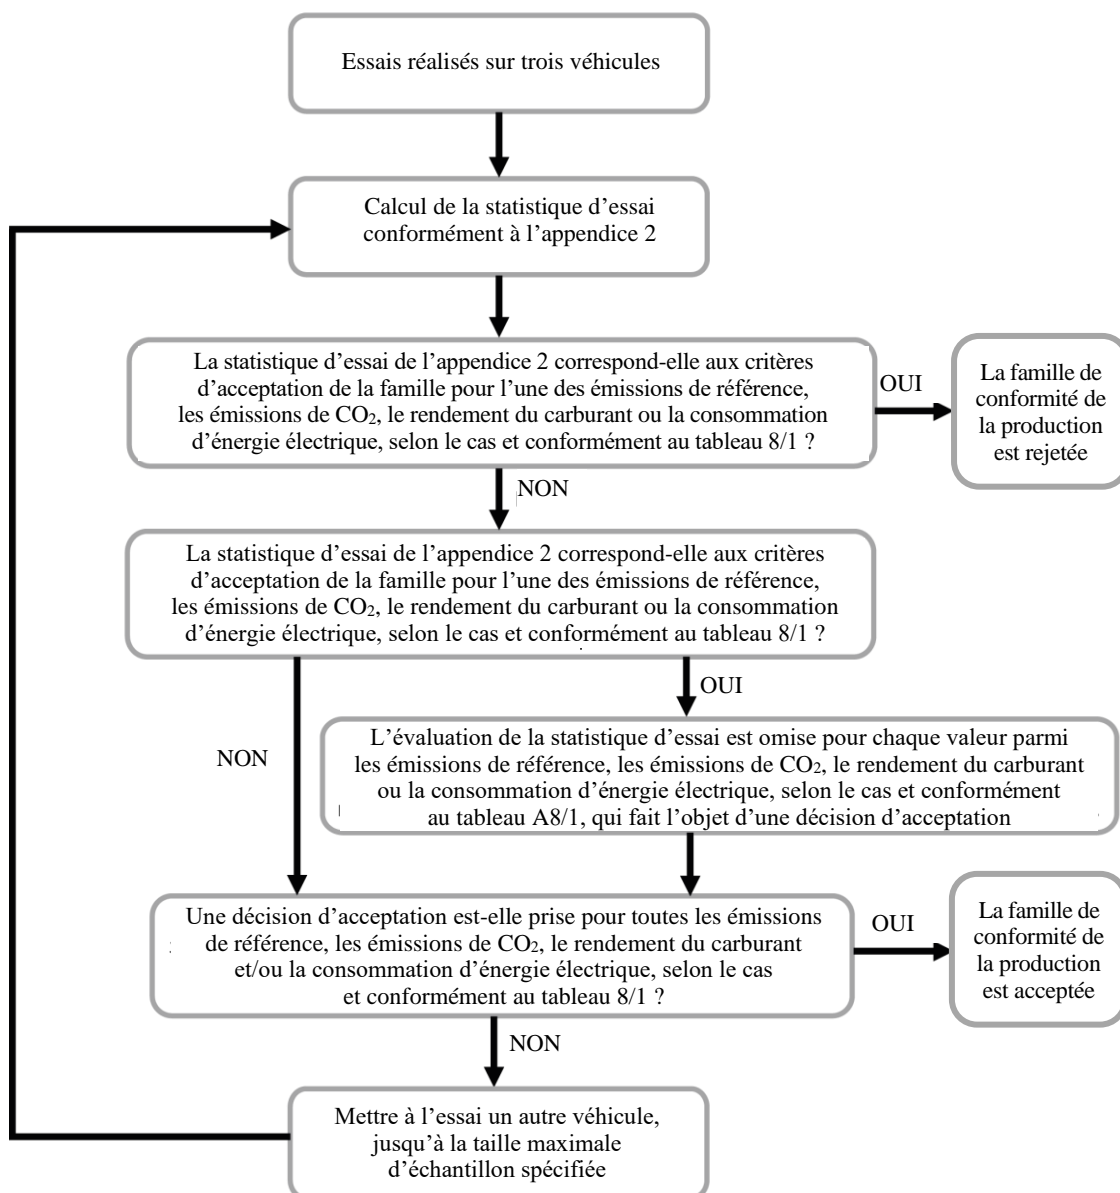 Essais réalisés sur trois véhicules
Calcul de la statistique d’essai
conformément à l’appendice 2
La statistique d’essai de l’appendice 2 correspond-elle aux critères
d’acceptation de la famille pour l’une des émissions de référence,
les émissions de CO₂, le rendement du carburant ou la consommation
d’énergie électrique, selon le cas et conformément au tableau 8/1 ?
OUI
La famille de
conformité de
la production
est rejetée
NON
La statistique d’essai de l’appendice 2 correspond-elle aux critères
d’acceptation de la famille pour l’une des émissions de référence,
les émissions de CO₂, le rendement du carburant ou la consommation
d’énergie électrique, selon le cas et conformément au tableau 8/1 ?
OUI
NON
L’évaluation de la statistique d’essai est omise pour chaque valeur parmi
les émissions de référence, les émissions de CO₂, le rendement du carburant
ou la consommation d’énergie électrique, selon le cas et conformément
au tableau A8/1, qui fait l’objet d’une décision d’acceptation
Une décision d’acceptation est-elle prise pour toutes les émissions
de référence, les émissions de CO₂, le rendement du carburant
et/ou la consommation d’énergie électrique, selon le cas
et conformément au tableau 8/1 ?
OUI
La famille de
conformité de
la production
est acceptée
NON
Mettre à l’essai un autre véhicule,
jusqu’à la taille maximale
d’échantillon spécifiée